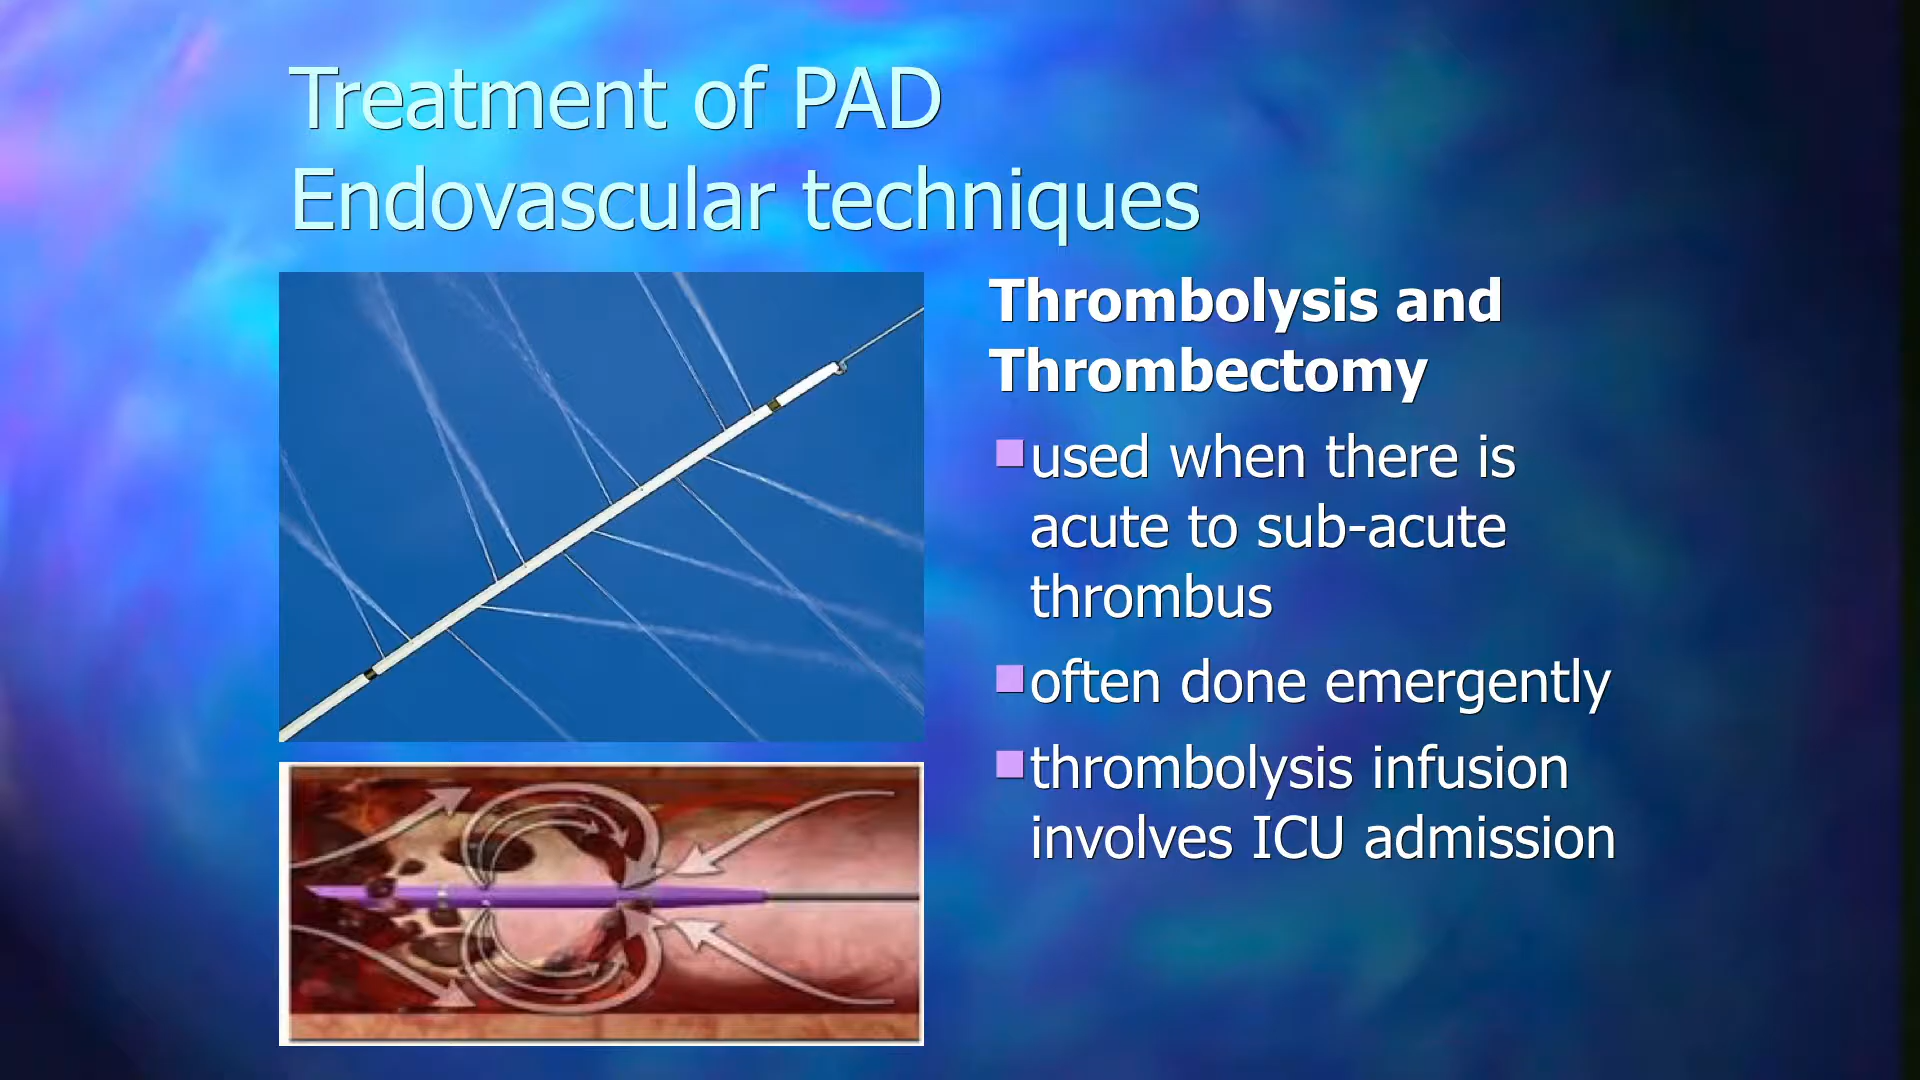 Treatment of PAD
Endovascular techniques
Thrombolysis and
Thrombectomy
used when there is
acute to sub-acute
thrombus
often done emergently
thrombolysis infusion
involves ICU admission